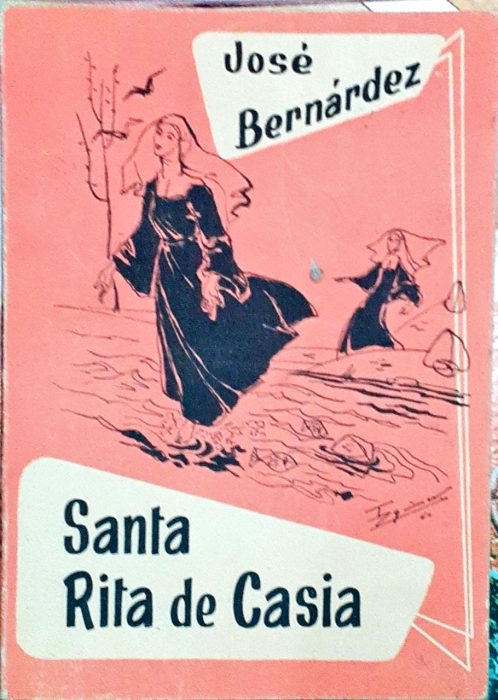 José
Bernárdez
Santa
Rita de Casia